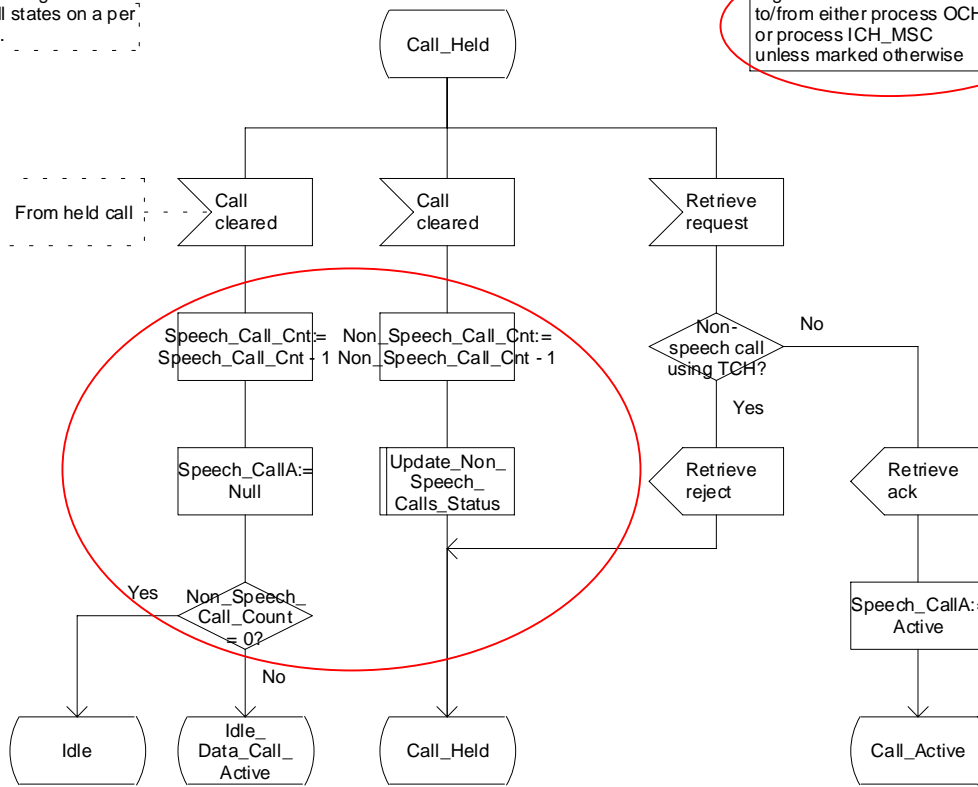 ll states on a per
.
to/from either process OCH
or process ICH_MSC
unless marked otherwise
Call_Held
From held call
Call
cleared
Call
cleared
Retrieve
request
Speech_Call_Cnt:=
Speech_Call_Cnt - 1
Non_Speech_Call_Cnt:=
Non_Speech_Call_Cnt - 1
Non-
speech call
using TCH?
No
Yes
Speech_CallA:=
Null
Update_Non_
Speech_
Calls_Status
Retrieve
reject
Retrieve
ack
Yes
Non_Speech_
Call_Count
= 0?
No
Speech_CallA:=
Active
Idle
Idle_
Data_Call_
Active
Call_Held
Call_Active